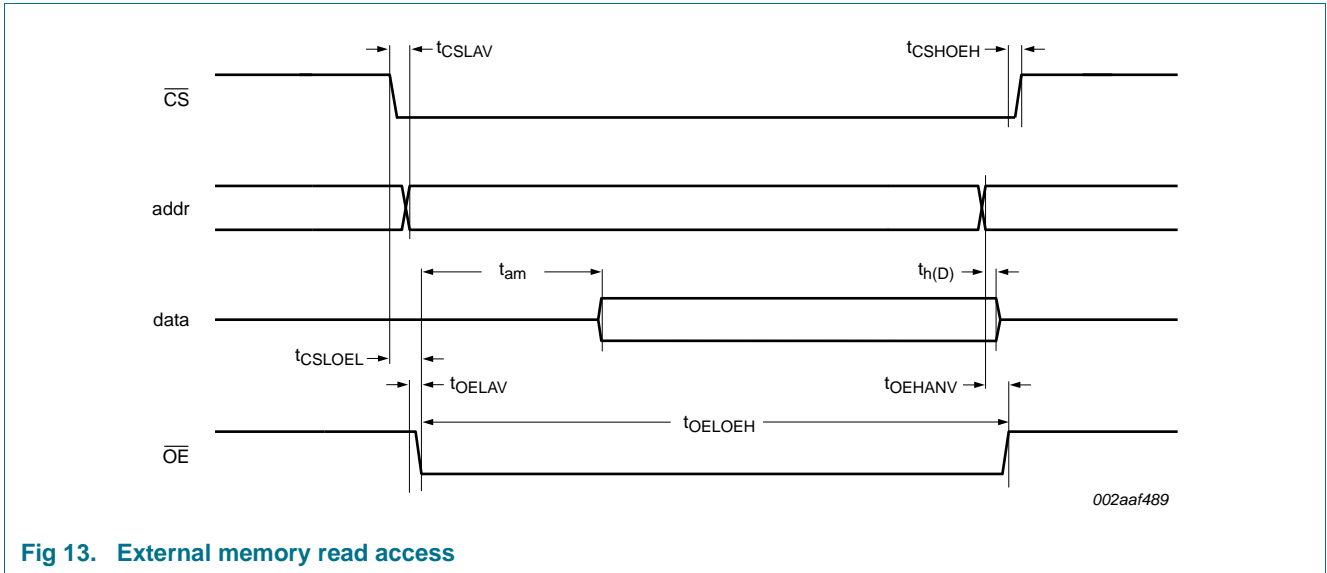 tCSLAV
tCSHOEH
CS
addr
tam
th(D)
data
tCSLOEL
tOELAV
tOEHANV
tOELOEH
OE
002aaf489
Fig 13. External memory read access